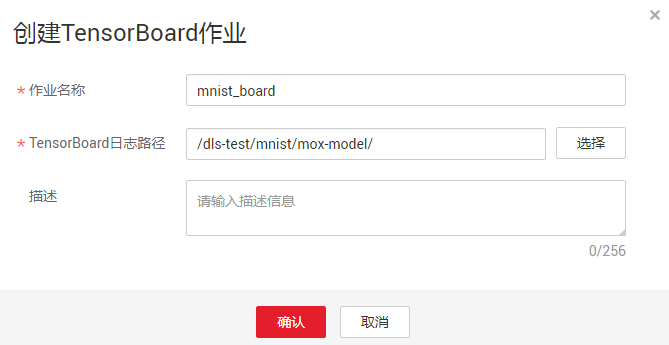 创建TensorBoard作业
* 作业名称 mnist_board
* TensorBoard日志路径 /dls-test/mnist/mox-model/ 选择
描述 请输入描述信息
0/256
确认 取消